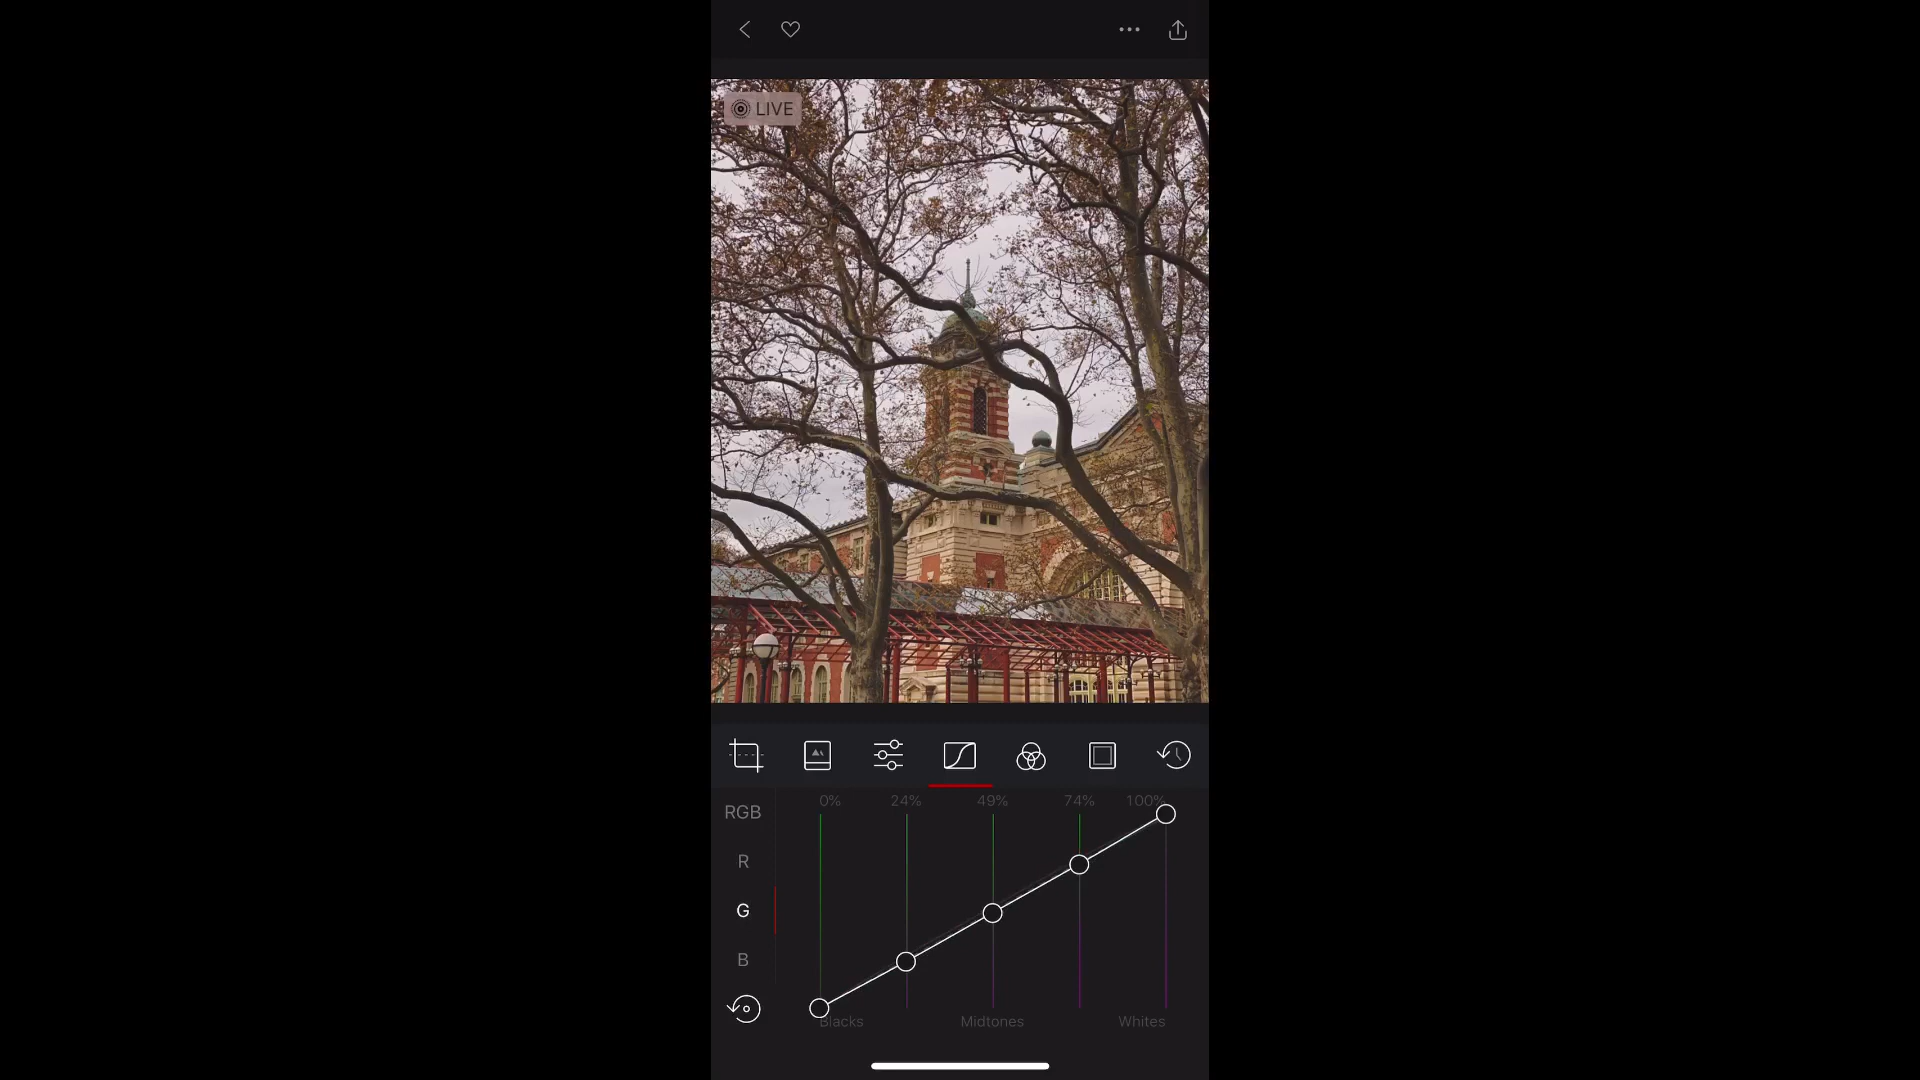 LIVE
RGB
0%
24%
49%
74%
100%
R
G
B
Blacks
Midtones
Whites